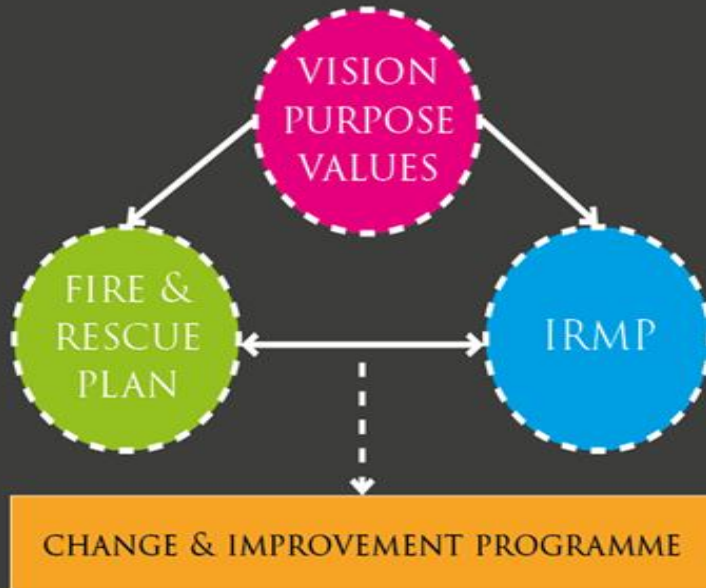 VISION
PURPOSE
VALUES
FIRE &
RESCUE
PLAN
IRMP
CHANGE & IMPROVEMENT PROGRAMME